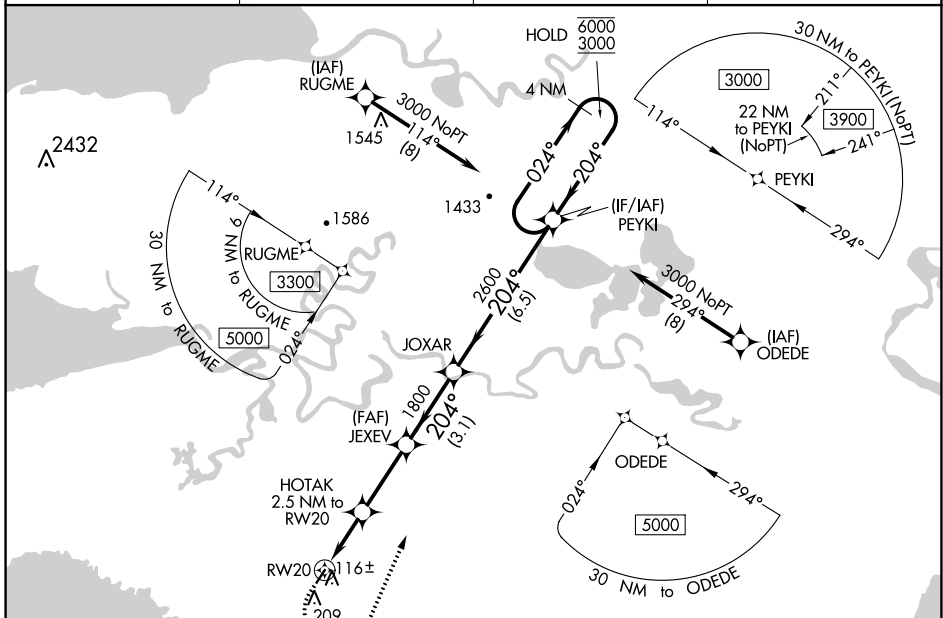 HOLD 6000
3000
4 NM
(IAF)
RUGME
3000 NoPT
114°
(8)
1545
2432
1433
024°
204°
(IF/IAF)
PEYKI
30 NM to PEYKI (NoPT)
3000
211°
22 NM
to PEYKI
(NoPT)
3900
241°
114°
PEYKI
294°
114°
1586
RUGME
9 NM to RUGME
3300
30 NM to RUGME
5000
024°
2600
204°
(6.5)
3000 NoPT
294°
(8)
(IAF)
ODEDE
JOXAR
1800
204°
(3.1)
(FAF)
JEXEV
HOTAK
2.5 NM to
RW20
RW20
116±
209
ODEDE
024°
294°
5000
30 NM to ODEDE